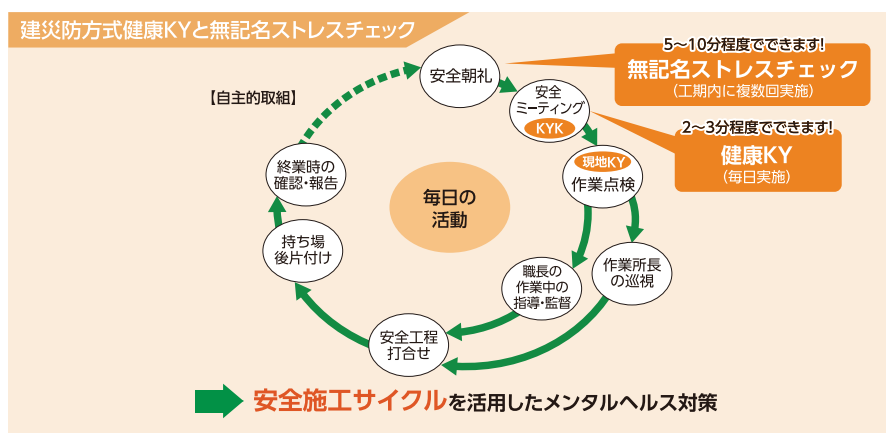 建災防方式健康KYと無記名ストレスチェック
5〜10分程度でできます!
無記名ストレスチェック
(工期内に複数回実施)
2〜3分程度でできます!
健康KY
(毎日実施)
【自主的取組】
安全朝礼
安全
ミーティング
KYK
現地KY
作業点検
作業所長
の巡視
職長の
作業中の
指導・監督
安全工程
打合せ
持ち場
後片付け
終業時の
確認・報告
毎日の
活動
安全施工サイクルを活用したメンタルヘルス対策